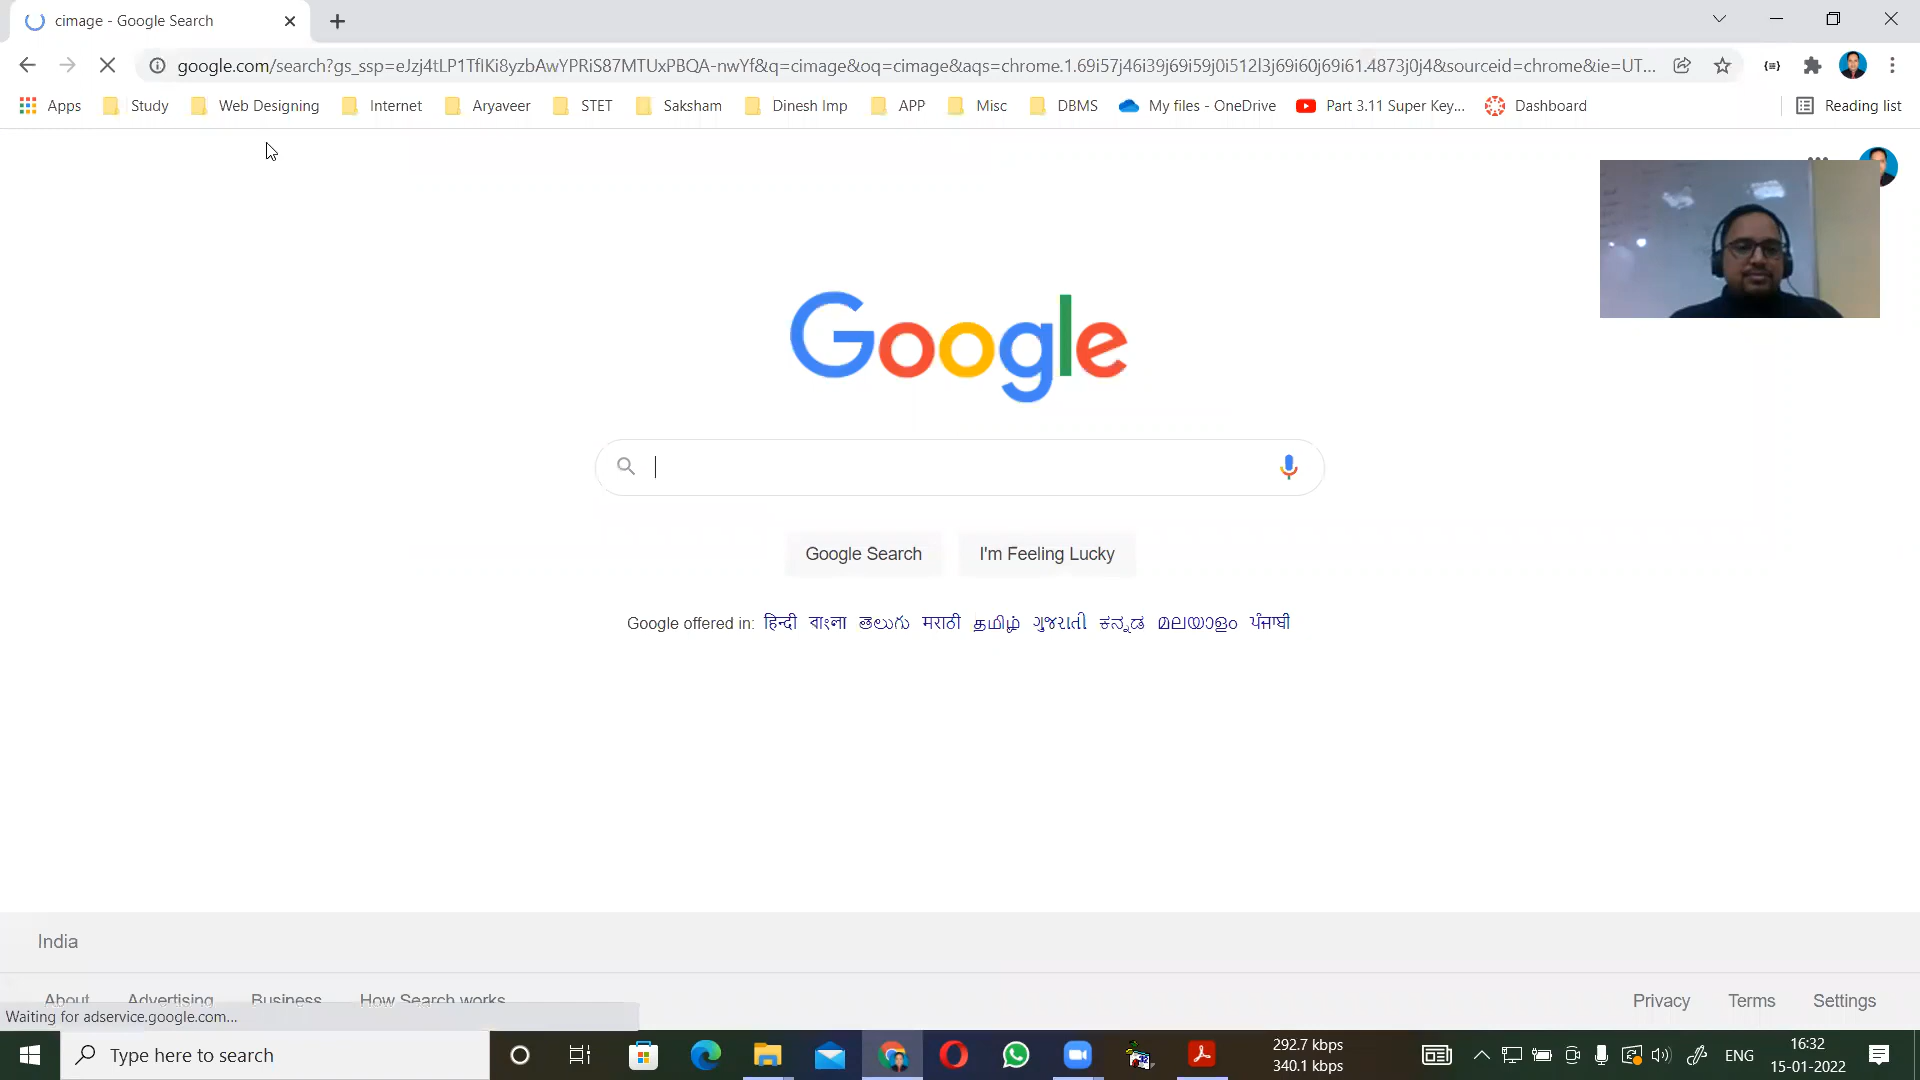 cimage - Google Search
google.com/search?gs_ssp=eJzj4tLP1TfIKi8yzbAwYPRiS87MTUxPBQA-nwYf&q=cimage&oq=cimage&aqs=chrome.1.69i57j46i39j69i59j0i512l3j69i60j69i61.4873j0j4&sourceid=chrome&ie=UT...
Apps Study Web Designing Internet Aryaveer STET Saksham Dinesh Imp APP Misc DBMS My files - OneDrive Part 3.11 Super Key... Dashboard Reading list
Google
Google Search I'm Feeling Lucky
Google offered in: हिन्दी বাংলা తెలుగు मराठी தமிழ் ગુજરાતી ಕನ್ನಡ മലയാളം ਪੰਜਾਬੀ
India
About Advertising Business How Search works Privacy Terms Settings
Waiting for adservice.google.com...
Type here to search
292.7 kbps
340.1 kbps
ENG
16:32
15-01-2022